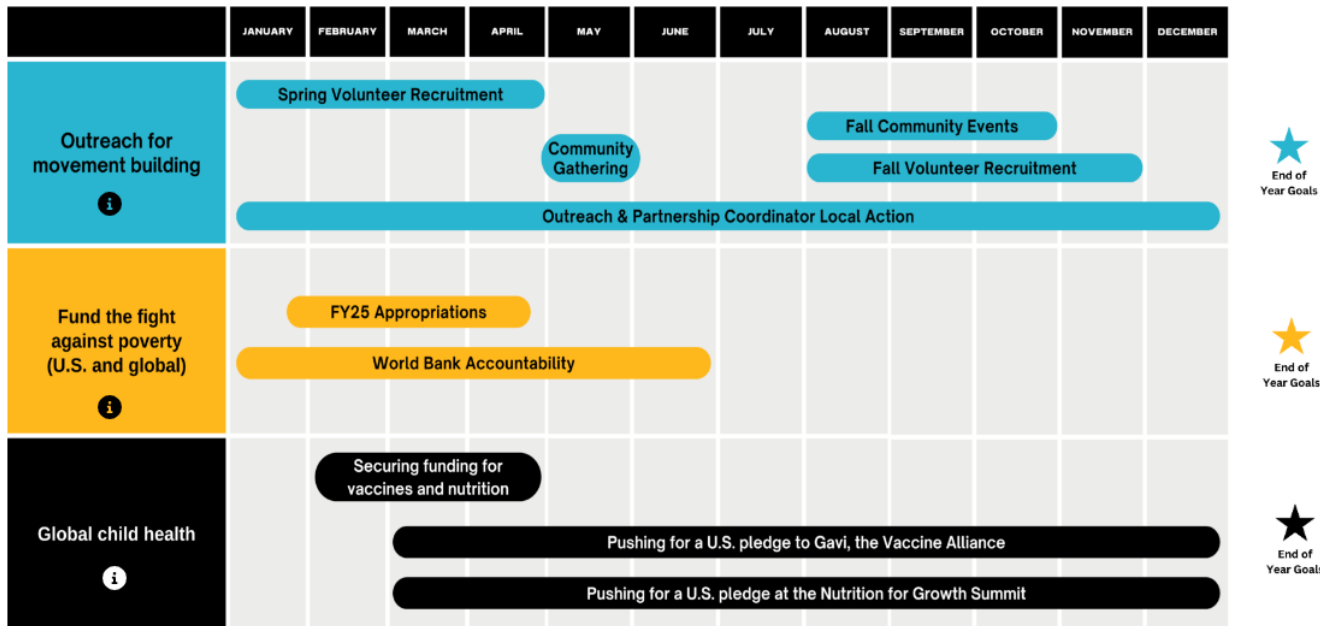 JANUARY
FEBRUARY
MARCH
APRIL
MAY
JUNE
JULY
AUGUST
SEPTEMBER
OCTOBER
NOVEMBER
DECEMBER
Outreach for
movement building
i
Spring Volunteer Recruitment
Community
Gathering
Fall Community Events
Fall Volunteer Recruitment
Outreach & Partnership Coordinator Local Action
End of
Year Goals
Fund the fight
against poverty
(U.S. and global)
i
FY25 Appropriations
World Bank Accountability
End of
Year Goals
Global child health
i
Securing funding for
vaccines and nutrition
Pushing for a U.S. pledge to Gavi, the Vaccine Alliance
Pushing for a U.S. pledge at the Nutrition for Growth Summit
End of
Year Goals